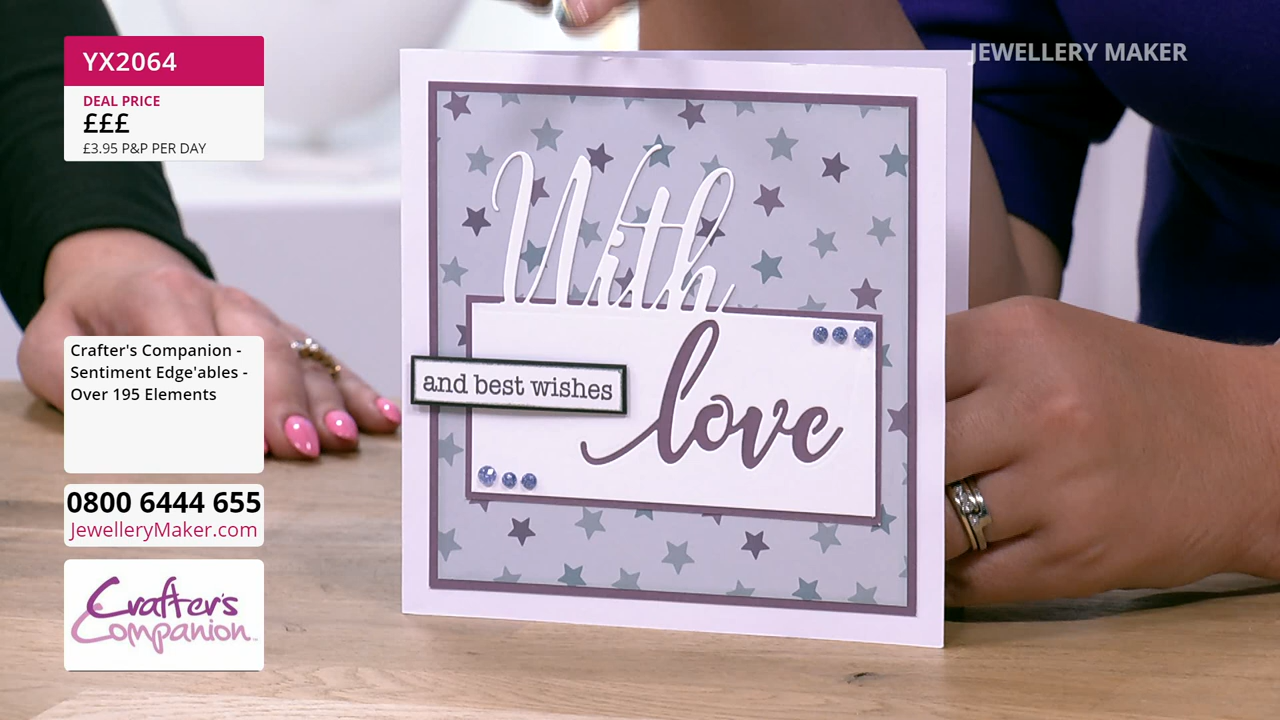 YX2064
DEAL PRICE
£££
£3.95 P&P PER DAY
Crafter's Companion -
Sentiment Edge'ables -
Over 195 Elements
0800 6444 655
JewelleryMaker.com
Crafter's
Companion
JEWELLERY MAKER
With
love
and best wishes